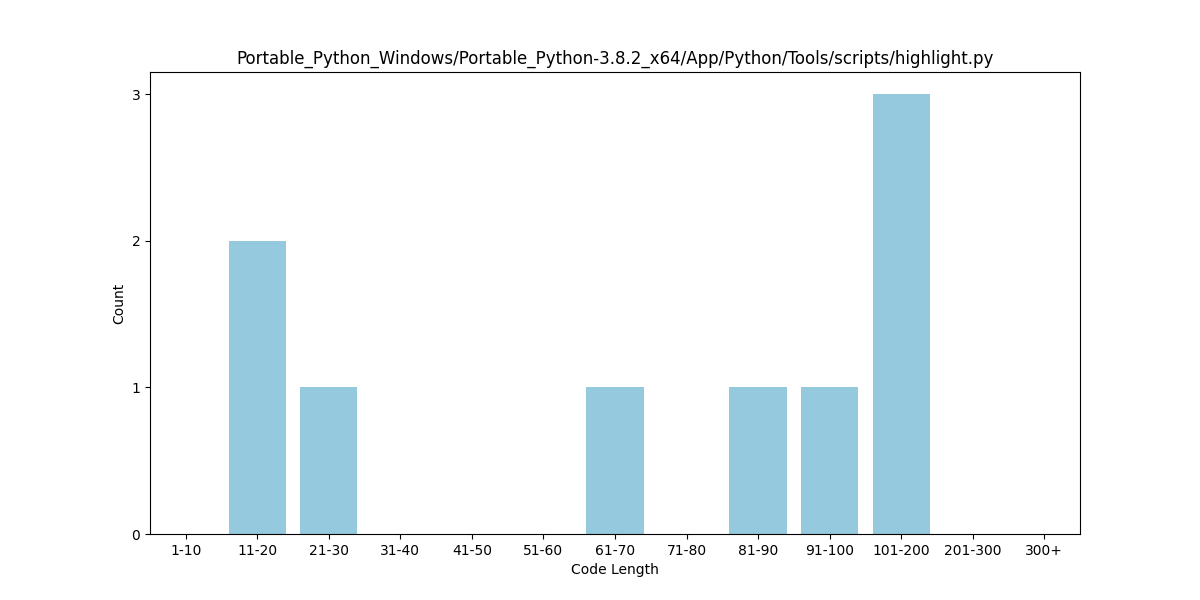 Portable_Python_Windows/Portable_Python-3.8.2_x64/App/Python/Tools/scripts/highlight.py
3
2
1
0
Count
1-10 11-20 21-30 31-40 41-50 51-60 61-70 71-80 81-90 91-100 101-200 201-300 300+
Code Length